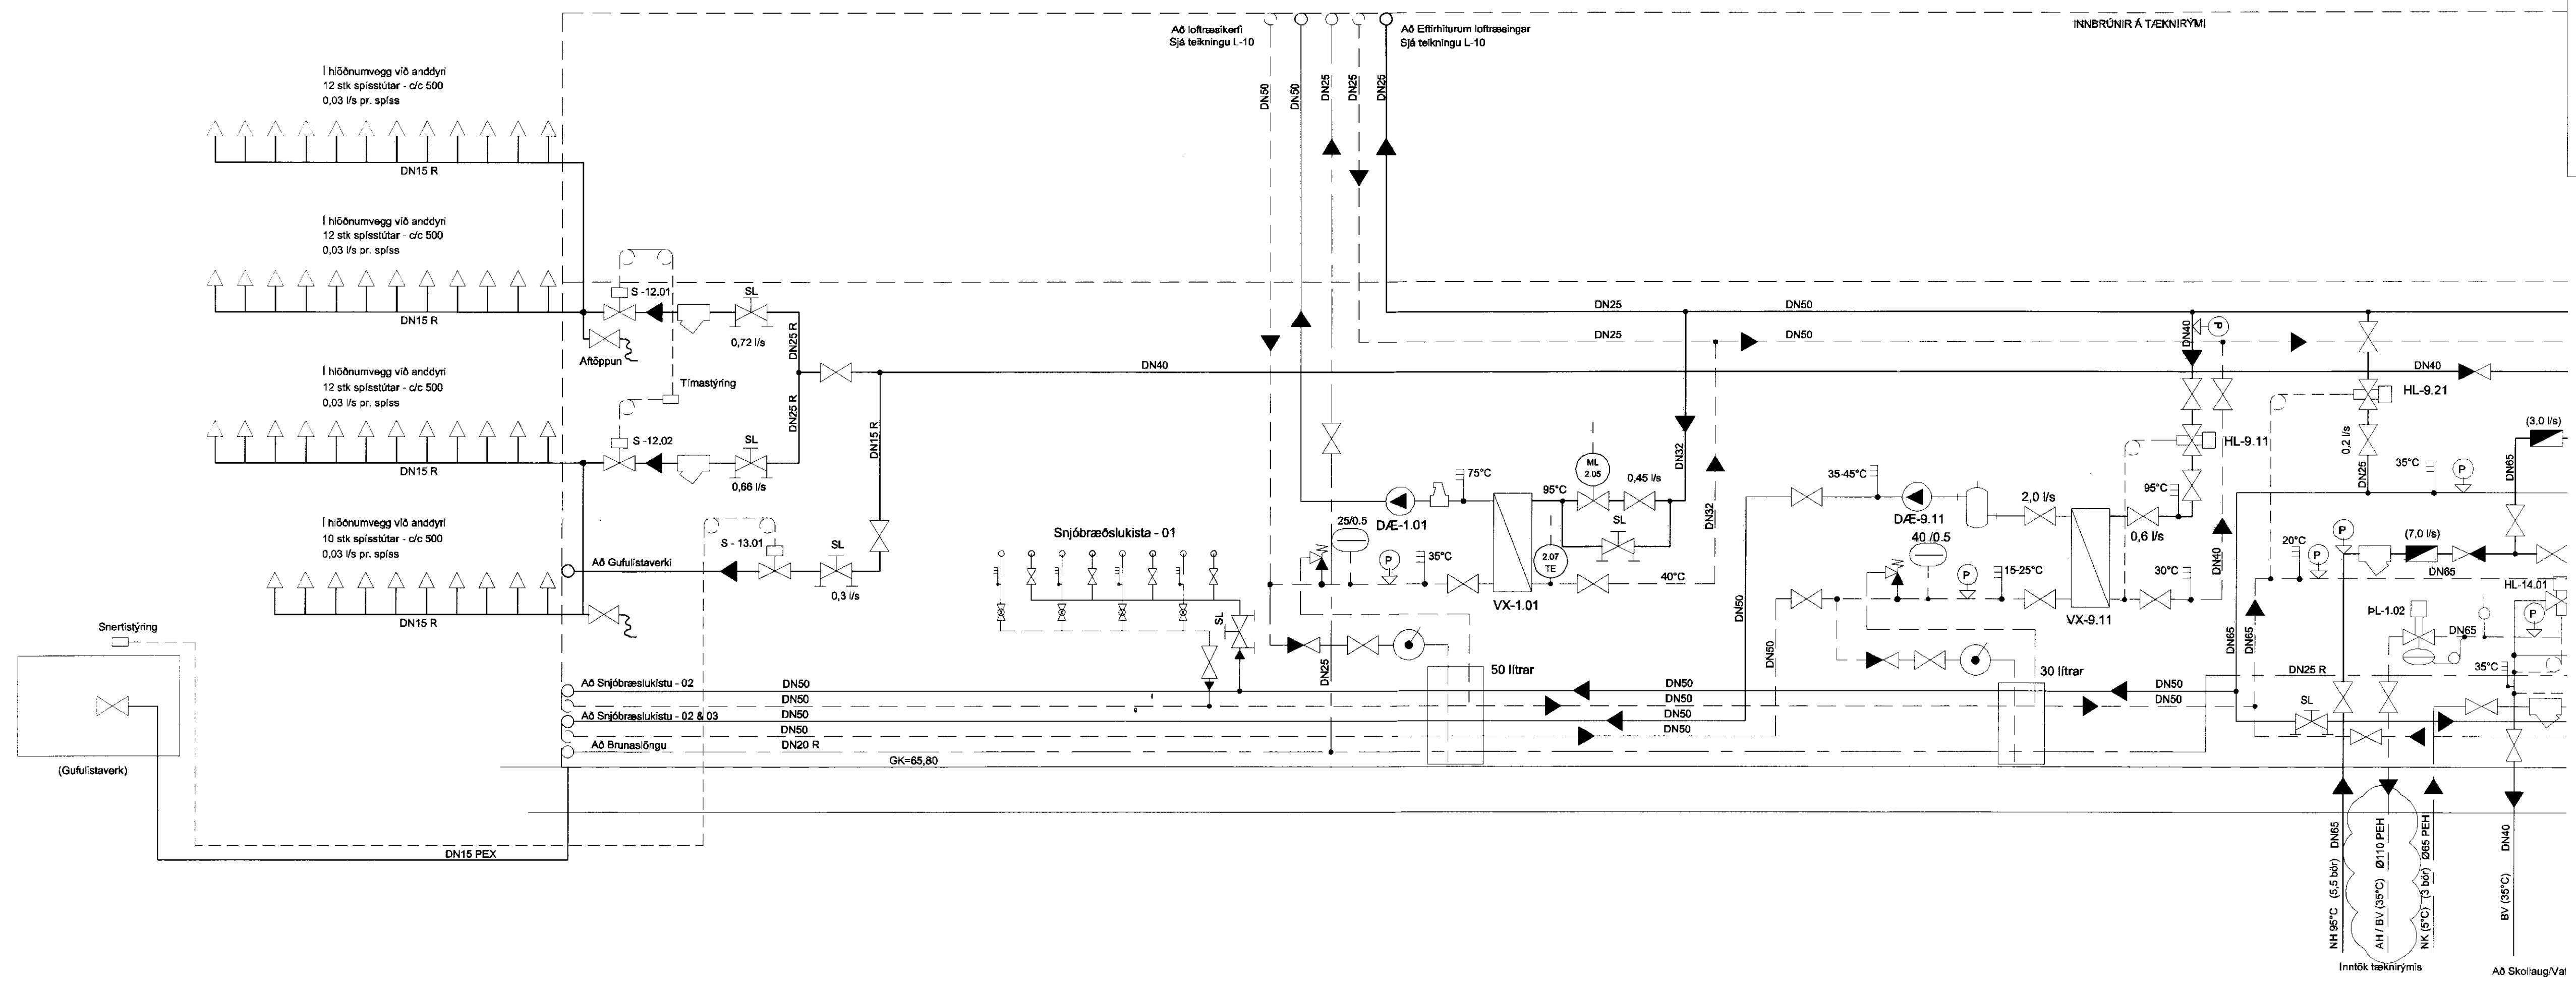 Að loftræsikerfi
Sjá teikningu L-10
Að Eftirhiturum loftræsingar
Sjá teikningu L-10
INNBRÚNIR Á TÆKNIRÝMI
DN50
DN50
DN25
DN25
DN25
Í hlöðnumvegg við anddyri
12 stk spísstútar - c/c 500
0,03 l/s pr. spíss
DN15 R
Í hlöðnumvegg við anddyri
12 stk spísstútar - c/c 500
0,03 l/s pr. spíss
DN15 R
S -12.01
SL
0,72 l/s
DN25 R
Aftöppun
Tímastýring
DN25
DN50
DN25
DN50
DN40
DN40
DN40
P
HL-9.21
Í hlöðnumvegg við anddyri
12 stk spísstútar - c/c 500
0,03 l/s pr. spíss
DN15 R
S -12.02
SL
0,66 l/s
DN25 R
DN15 R
Í hlöðnumvegg við anddyri
10 stk spísstútar - c/c 500
0,03 l/s pr. spíss
DN15 R
S - 13.01
SL
0,3 l/s
Að Gufulistaverki
Snjóbræðslukista - 01
SL
75°C
DÆ-1.01
25/0.5
P
35°C
95°C
ML
2.05
0,45 l/s
SL
2.07
TE
40°C
VX-1.01
DN32
DN32
35-45°C
DÆ-9.11
40 /0.5
P
15-25°C
2,0 l/s
95°C
0,6 l/s
30°C
VX-9.11
HL-9.11
DN40
0,2 l/s
DN25
35°C
P
(3,0 l/s)
DN65
P
(7,0 l/s)
DN65
20°C
P
HL-14.01
ÞL-1.02
DN65
P
35°C
DN65
DN65
DN25 R
SL
DN50
DN50
DN25
50 lítrar
30 lítrar
Snertistýring
(Gufulistaverk)
Að Snjóbræslukistu - 02
DN50
DN50
DN50
DN50
DN50
DN50
Að Snjóbræslukistu - 02 & 03
DN50
DN50
DN50
DN50
Að Brunaslöngu
DN20 R
GK=65,80
DN15 PEX
NH 95°C (5,5 bör) DN65
AH / BV (35°C) Ø110 PEH
NK (5°C) (3 bör) Ø65 PEH
BV (35°C) DN40
Inntök tæknirýmis
Að Skollaug/Vat